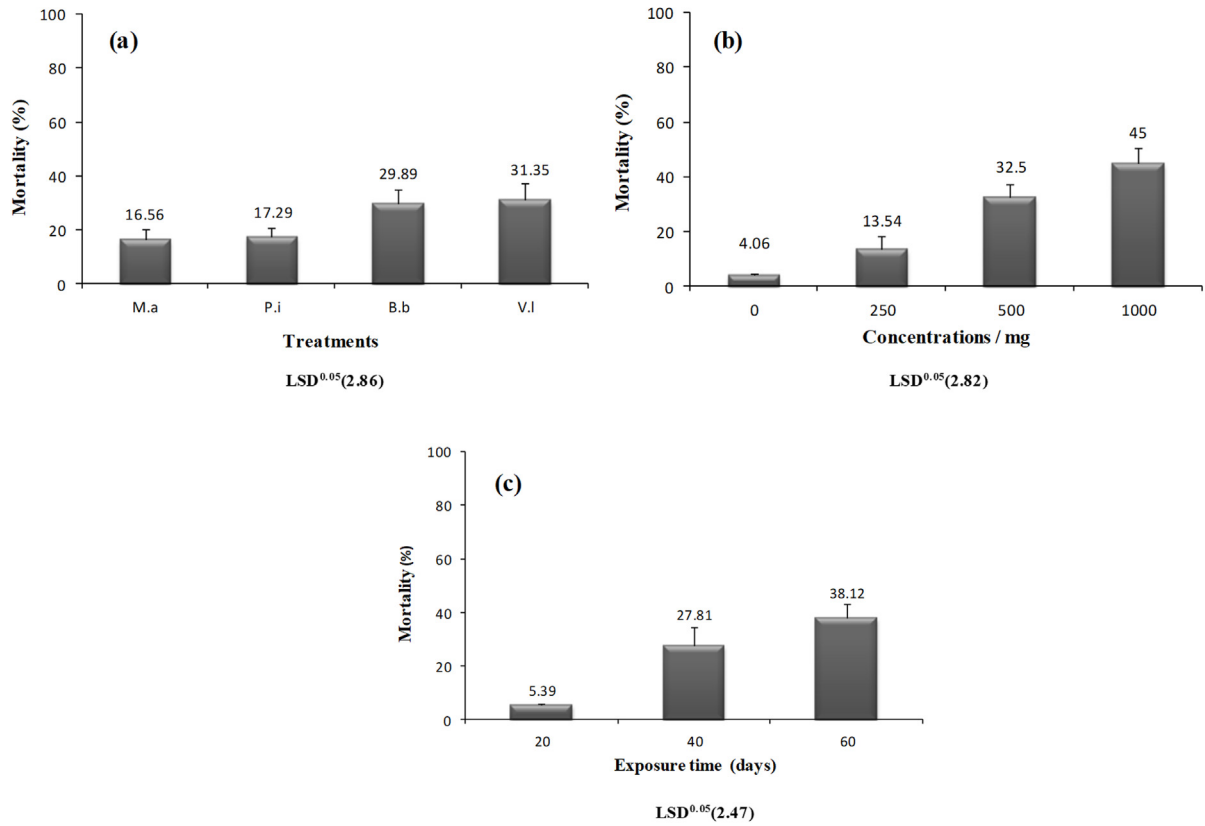 (a)
Mortality (%)
100
80
60
40
20
0
16.56
17.29
29.89
31.35
M.a P.i B.b V.l
Treatments
LSD0.05(2.86)
(b)
Mortality (%)
100
80
60
40
20
0
4.06
13.54
32.5
45
0 250 500 1000
Concentrations / mg
LSD0.05(2.82)
(c)
Mortality (%)
100
80
60
40
20
0
5.39
27.81
38.12
20 40 60
Exposure time (days)
LSD0.05(2.47)